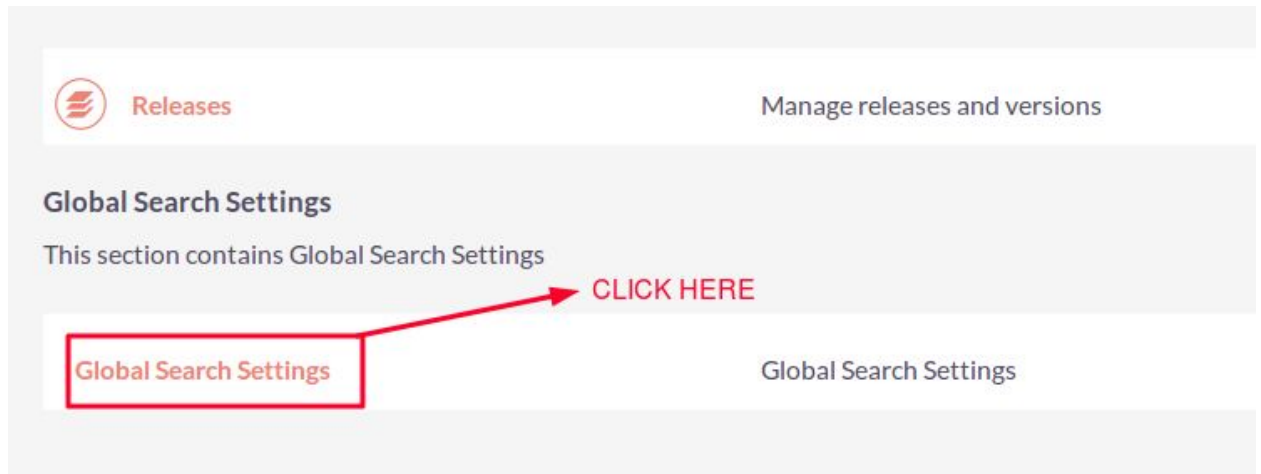 Releases
Manage releases and versions
Global Search Settings
This section contains Global Search Settings
CLICK HERE
Global Search Settings
Global Search Settings